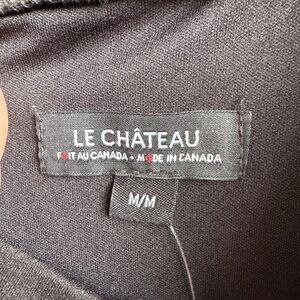 LE CHÂTEAU
FAIT AU CANADA • MADE IN CANADA
M/M